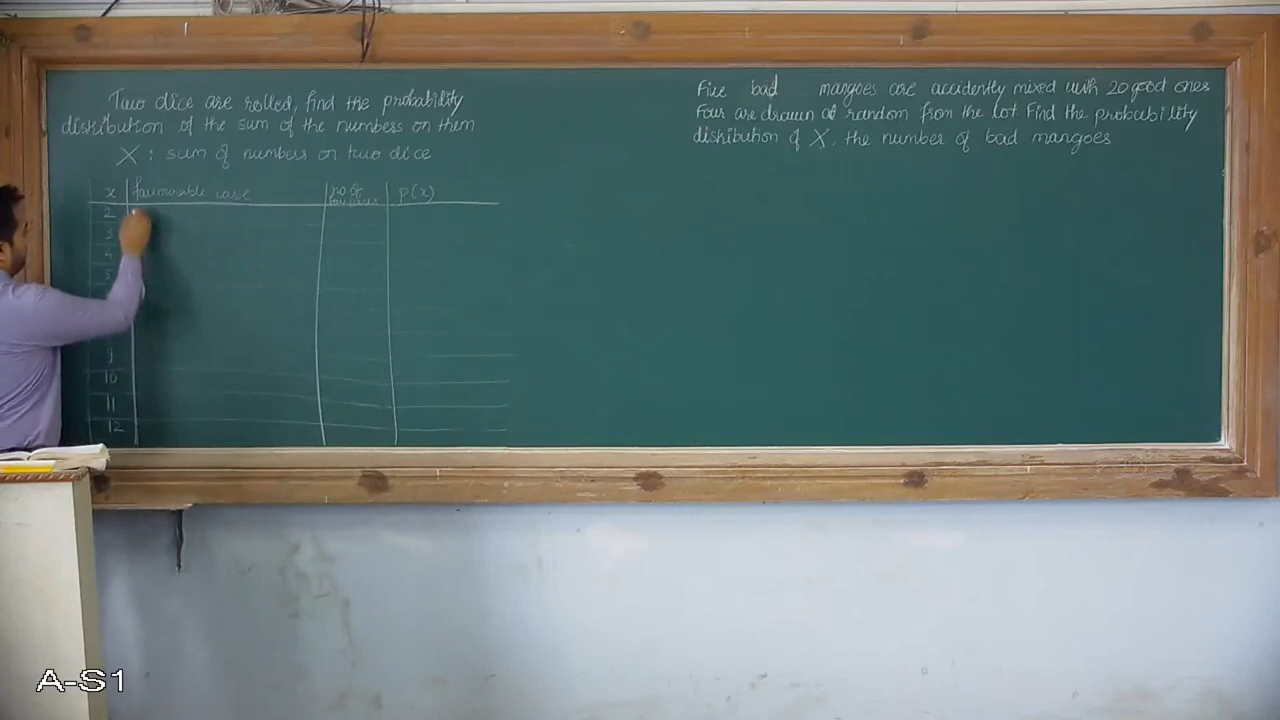 Two dice are rolled, find the probability
distribution of the sum of the numbers on them
X : sum of numbers on two dice
x favourable case no of fav cases p(x)
2
3
4
5
9
10
11
12
Five bad mangoes are accidently mixed with 20 good ones
Four are drawn at random from the lot Find the probability
distribution of X, the number of bad mangoes
A-S1